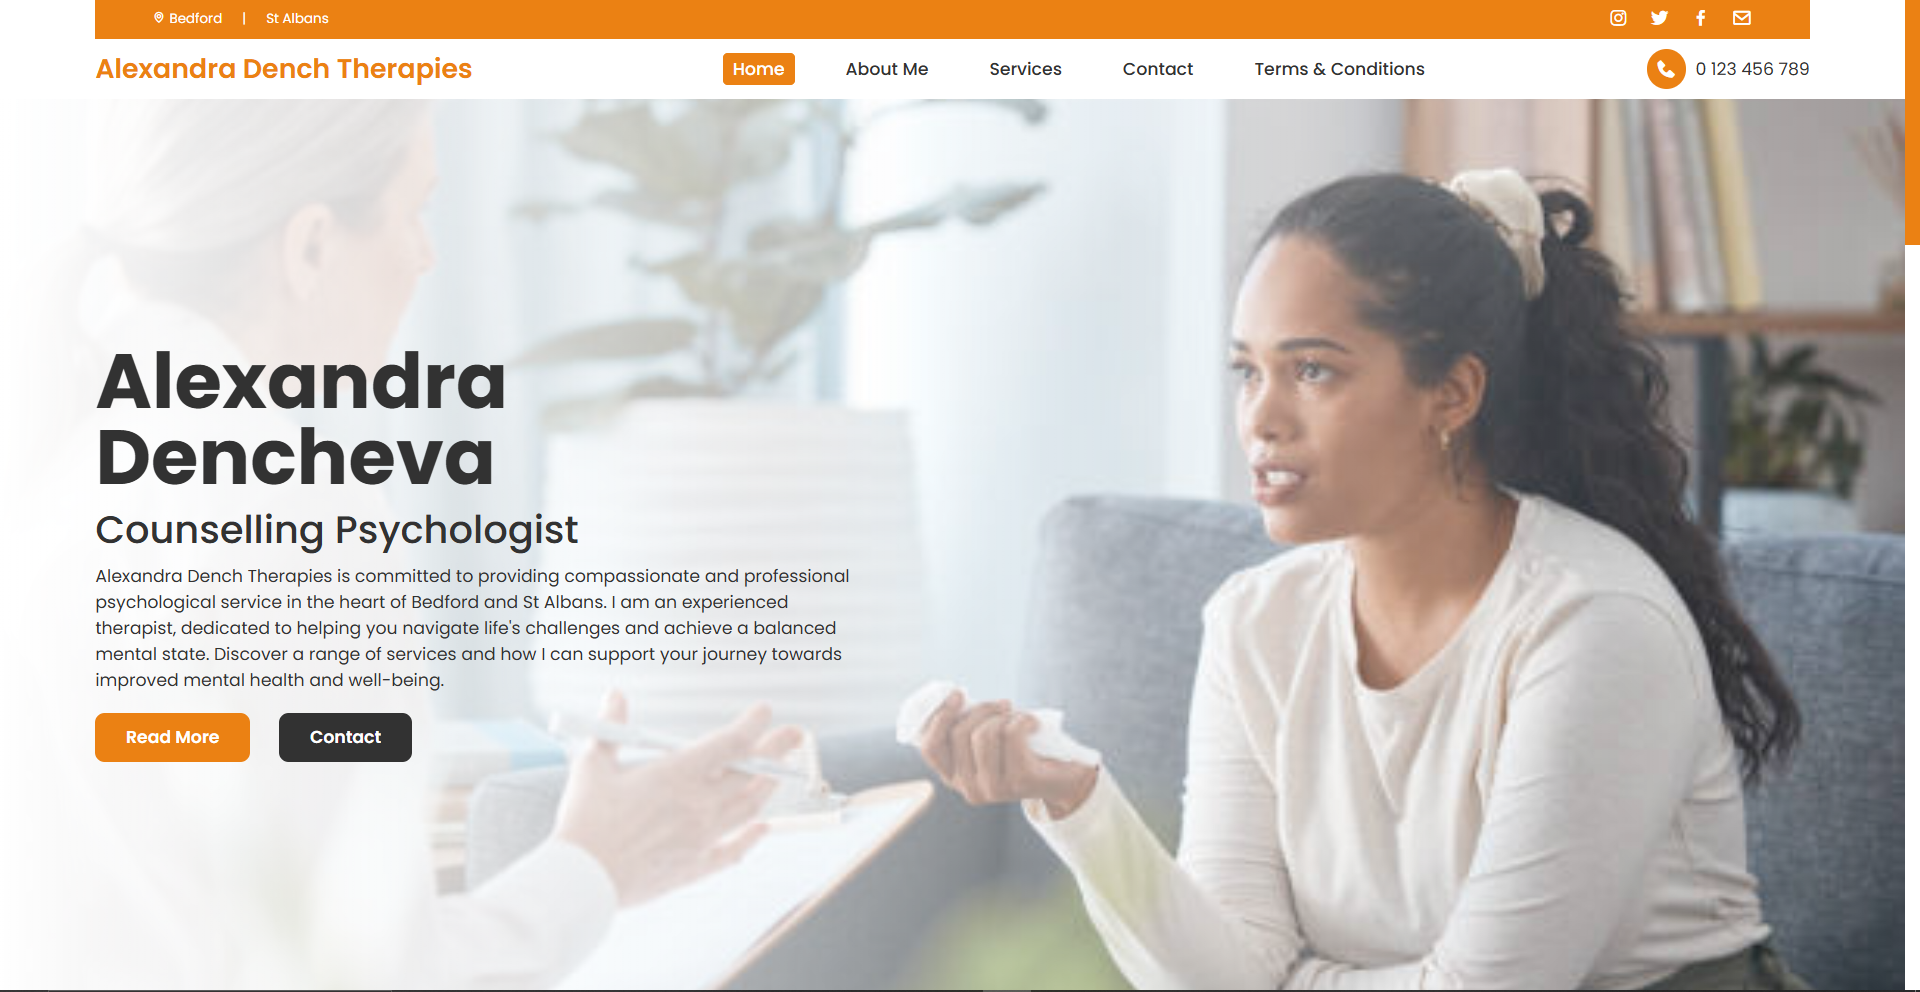 Bedford | St Albans
Alexandra Dench Therapies
Home About Me Services Contact Terms & Conditions
0 123 456 789
Alexandra
Dencheva
Counselling Psychologist
Alexandra Dench Therapies is committed to providing compassionate and professional
psychological service in the heart of Bedford and St Albans. I am an experienced
therapist, dedicated to helping you navigate life's challenges and achieve a balanced
mental state. Discover a range of services and how I can support your journey towards
improved mental health and well-being.
Read More Contact